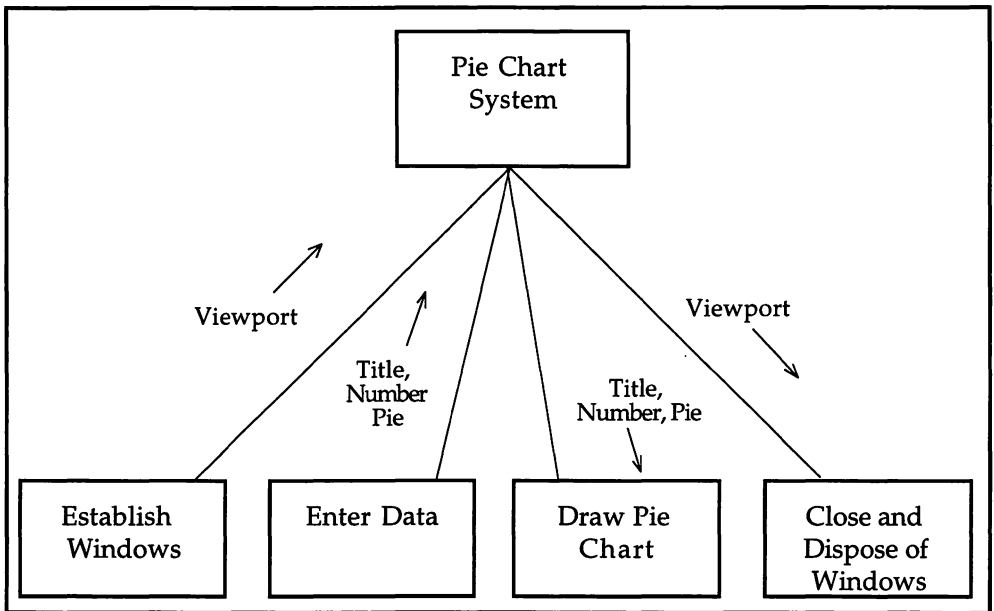 Pie Chart
System
Viewport
Viewport
Title,
Number
Pie
Title,
Number, Pie
Establish
Windows
Enter Data
Draw Pie
Chart
Close and
Dispose of
Windows